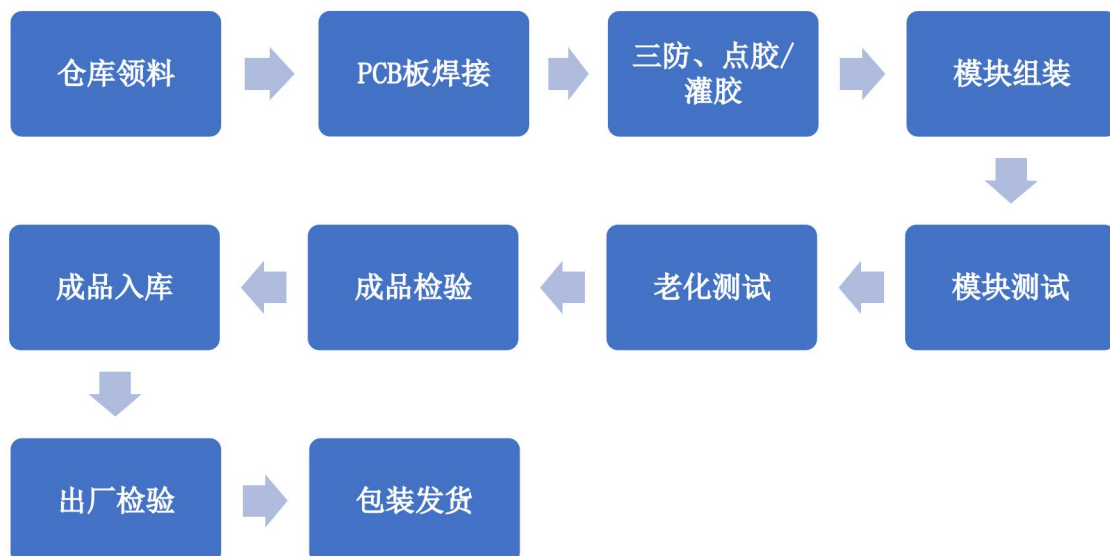 仓库领料
PCB板焊接
三防、点胶/
灌胶
模块组装
模块测试
老化测试
成品检验
成品入库
出厂检验
包装发货